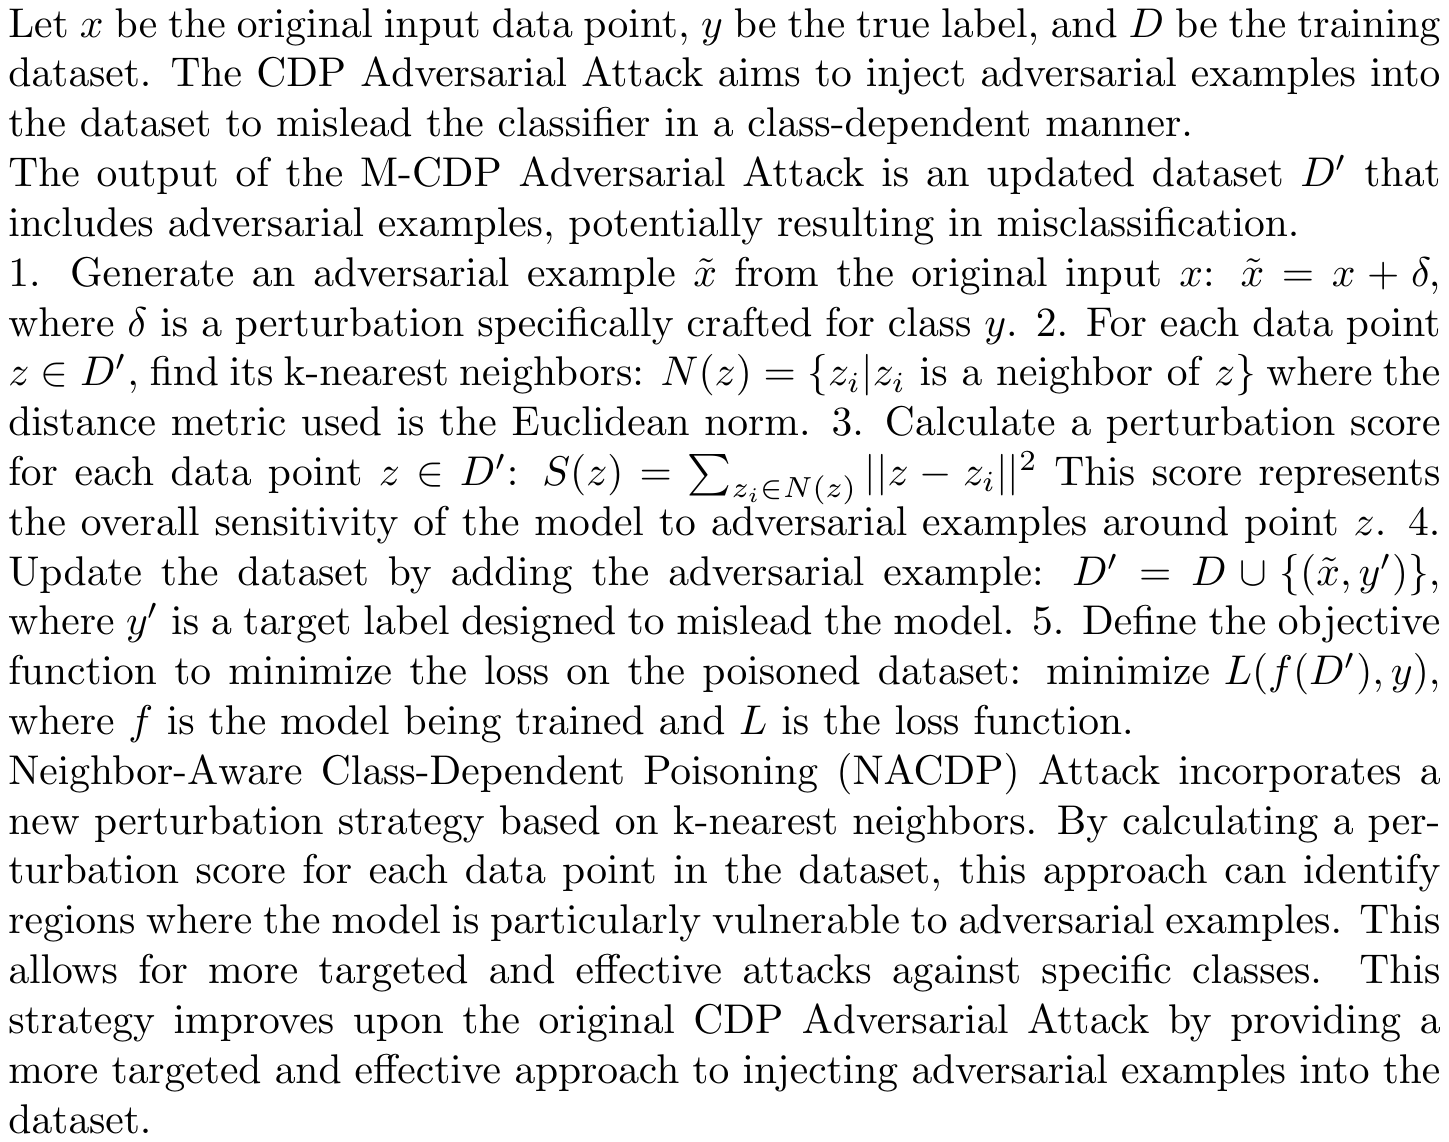 Let x be the original input data point, y be the true label, and D be the training
dataset. The CDP Adversarial Attack aims to inject adversarial examples into
the dataset to mislead the classifier in a class-dependent manner.
The output of the M-CDP Adversarial Attack is an updated dataset D′ that
includes adversarial examples, potentially resulting in misclassification.
1. Generate an adversarial example x̃ from the original input x: x̃ = x + δ,
where δ is a perturbation specifically crafted for class y. 2. For each data point
z ∈ D′, find its k-nearest neighbors: N(z) = {z_i|z_i is a neighbor of z} where the
distance metric used is the Euclidean norm. 3. Calculate a perturbation score
for each data point z ∈ D′: S(z) = ∑_{z_i∈N(z)} ||z − z_i||² This score represents
the overall sensitivity of the model to adversarial examples around point z. 4.
Update the dataset by adding the adversarial example: D′ = D ∪ {(x̃, y′)},
where y′ is a target label designed to mislead the model. 5. Define the objective
function to minimize the loss on the poisoned dataset: minimize L(f(D′), y),
where f is the model being trained and L is the loss function.
Neighbor-Aware Class-Dependent Poisoning (NACDP) Attack incorporates a
new perturbation strategy based on k-nearest neighbors. By calculating a per-
turbation score for each data point in the dataset, this approach can identify
regions where the model is particularly vulnerable to adversarial examples. This
allows for more targeted and effective attacks against specific classes. This
strategy improves upon the original CDP Adversarial Attack by providing a
more targeted and effective approach to injecting adversarial examples into the
dataset.